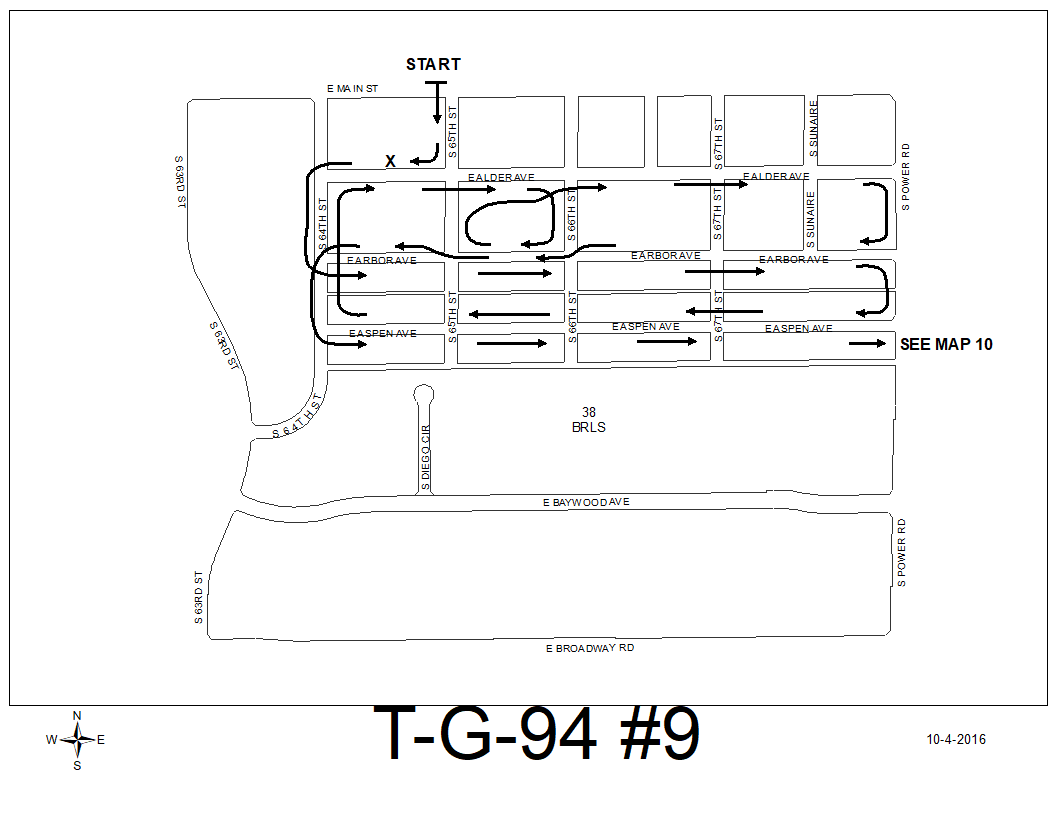 START
E MAIN ST
S 65TH ST
S 67TH ST
S SUNAIRE
S POWER RD
S 63RD ST
X
E ALDER AVE
E ALDER AVE
S 64TH ST
S 66TH ST
S 67TH ST
S SUNAIRE
E ARBOR AVE
E ARBOR AVE
E ARBOR AVE
S 65TH ST
S 66TH ST
S 67TH ST
S 63RD ST
E ASPEN AVE
E ASPEN AVE
E ASPEN AVE
SEE MAP 10
S 64TH ST
38
BRLS
S DIEGO CIR
E BAYWOOD AVE
S POWER RD
S 63RD ST
E BROADWAY RD
T-G-94 #9
N
W E
S
10-4-2016